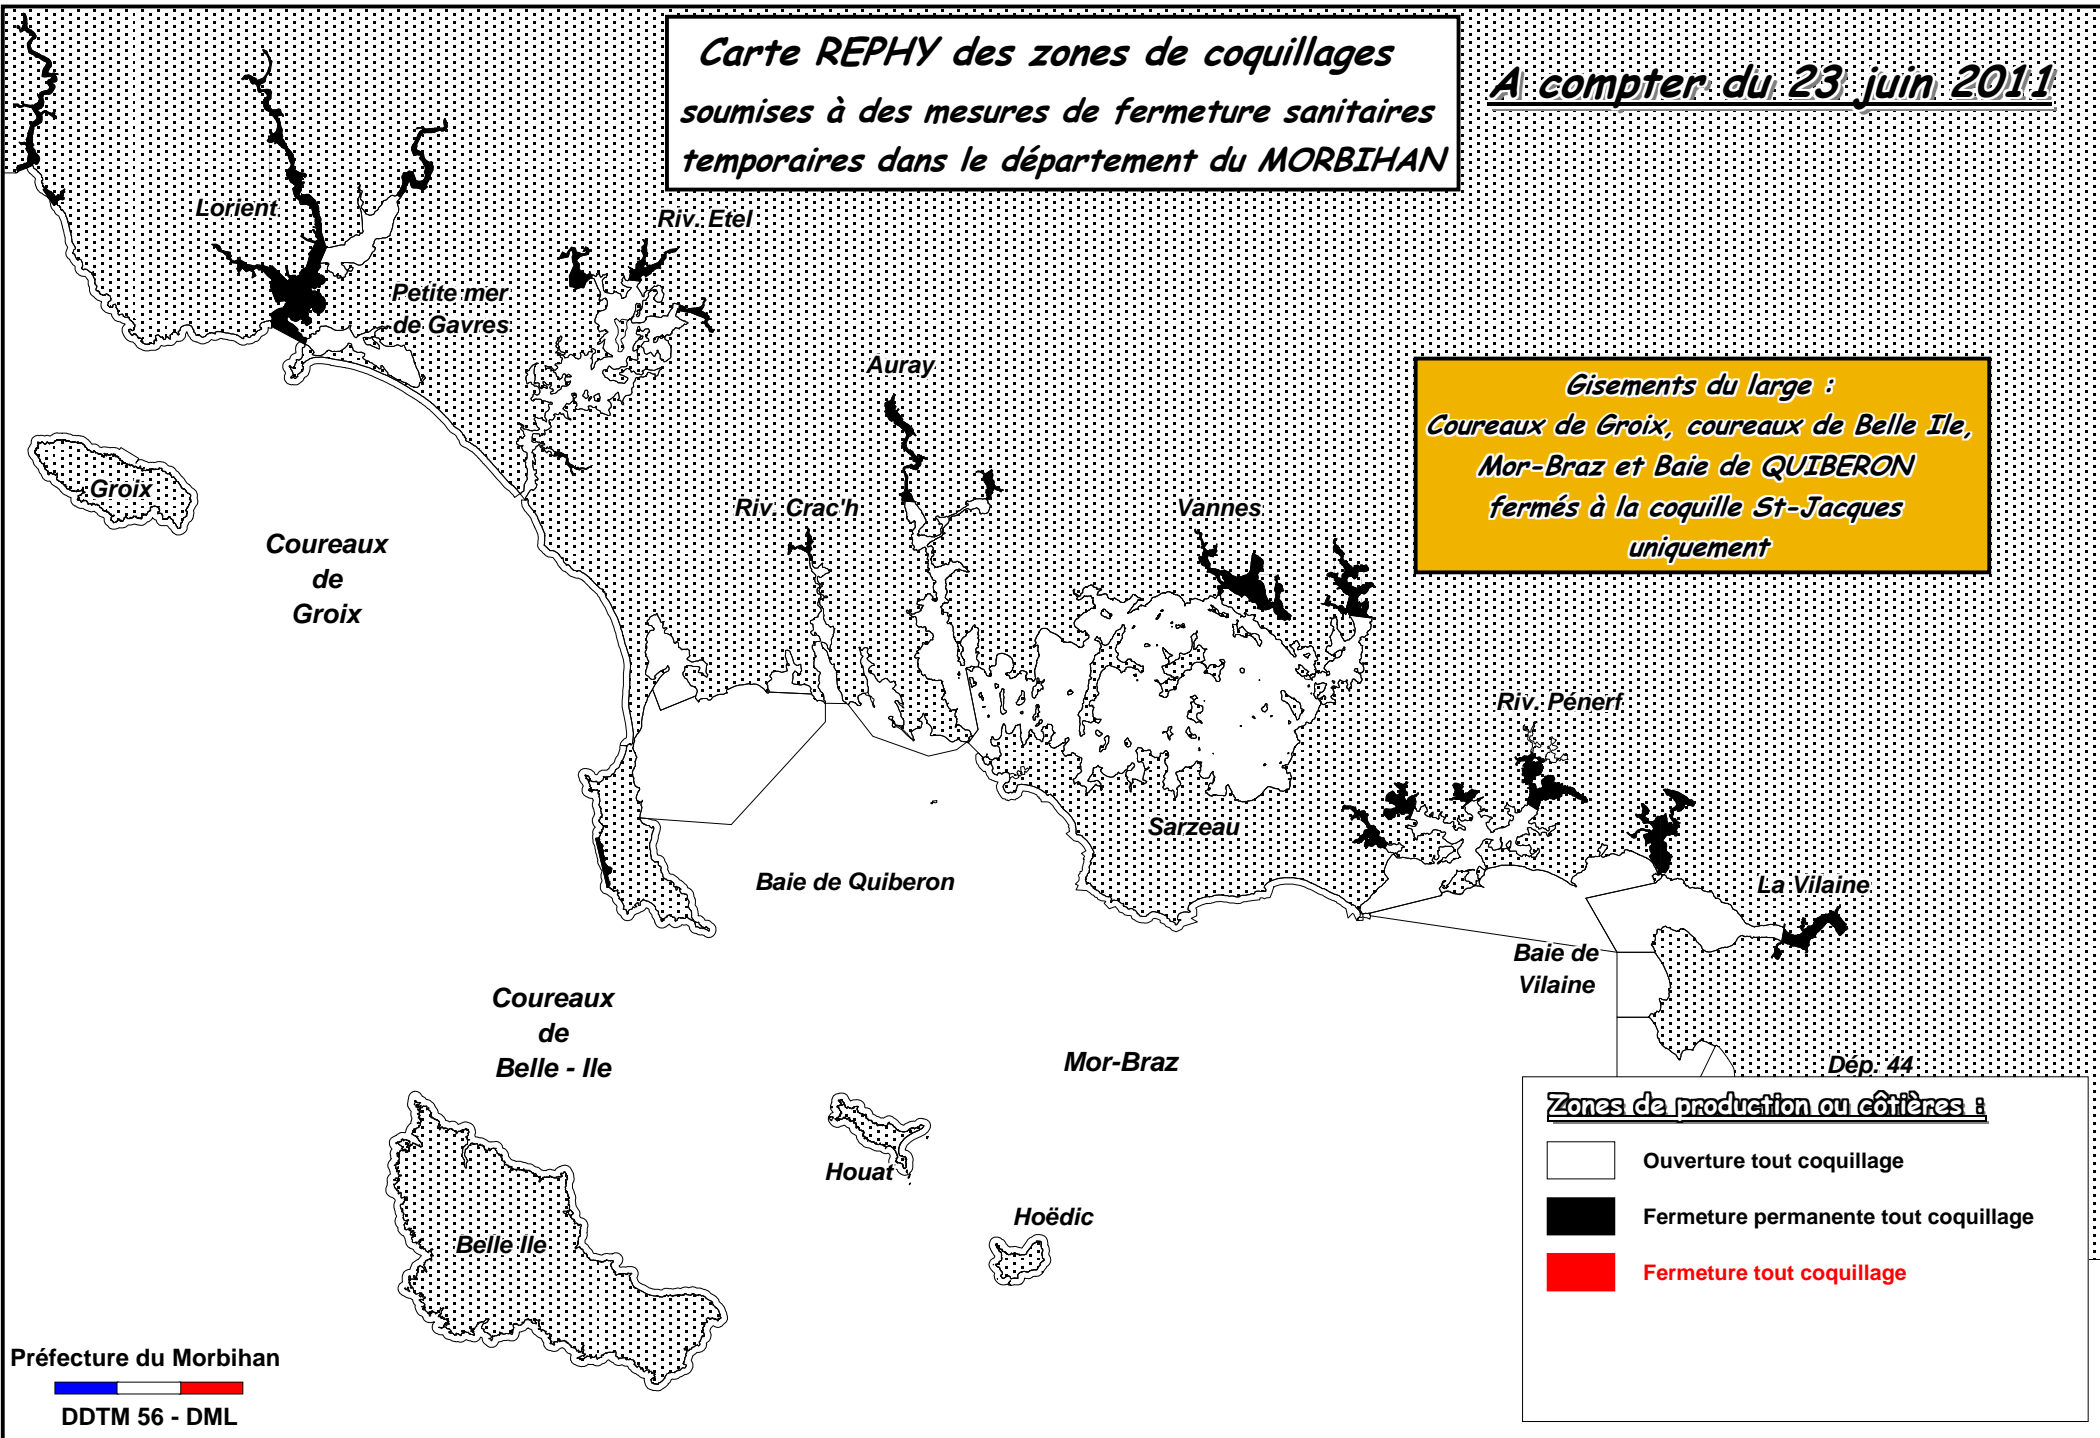 Carte REPHY des zones de coquillages
soumises à des mesures de fermeture sanitaires
temporaires dans le département du MORBIHAN
A compter du 23 juin 2011
Lorient
Riv. Etel
Petite mer
de Gavres
Auray
Gisements du large :
Coureaux de Groix, coureaux de Belle Ile,
Mor-Braz et Baie de QUIBERON
fermés à la coquille St-Jacques
uniquement
Groix
Riv. Crac'h
Vannes
Coureaux
de
Groix
Riv. Pénerf
Sarzeau
Baie de Quiberon
La Vilaine
Baie de
Vilaine
Coureaux
de
Belle - Ile
Mor-Braz
Dép. 44
Houat
Hoëdic
Belle Ile
Zones de production ou côtières :
Ouverture tout coquillage
Fermeture permanente tout coquillage
Fermeture tout coquillage
Préfecture du Morbihan
DDTM 56 - DML